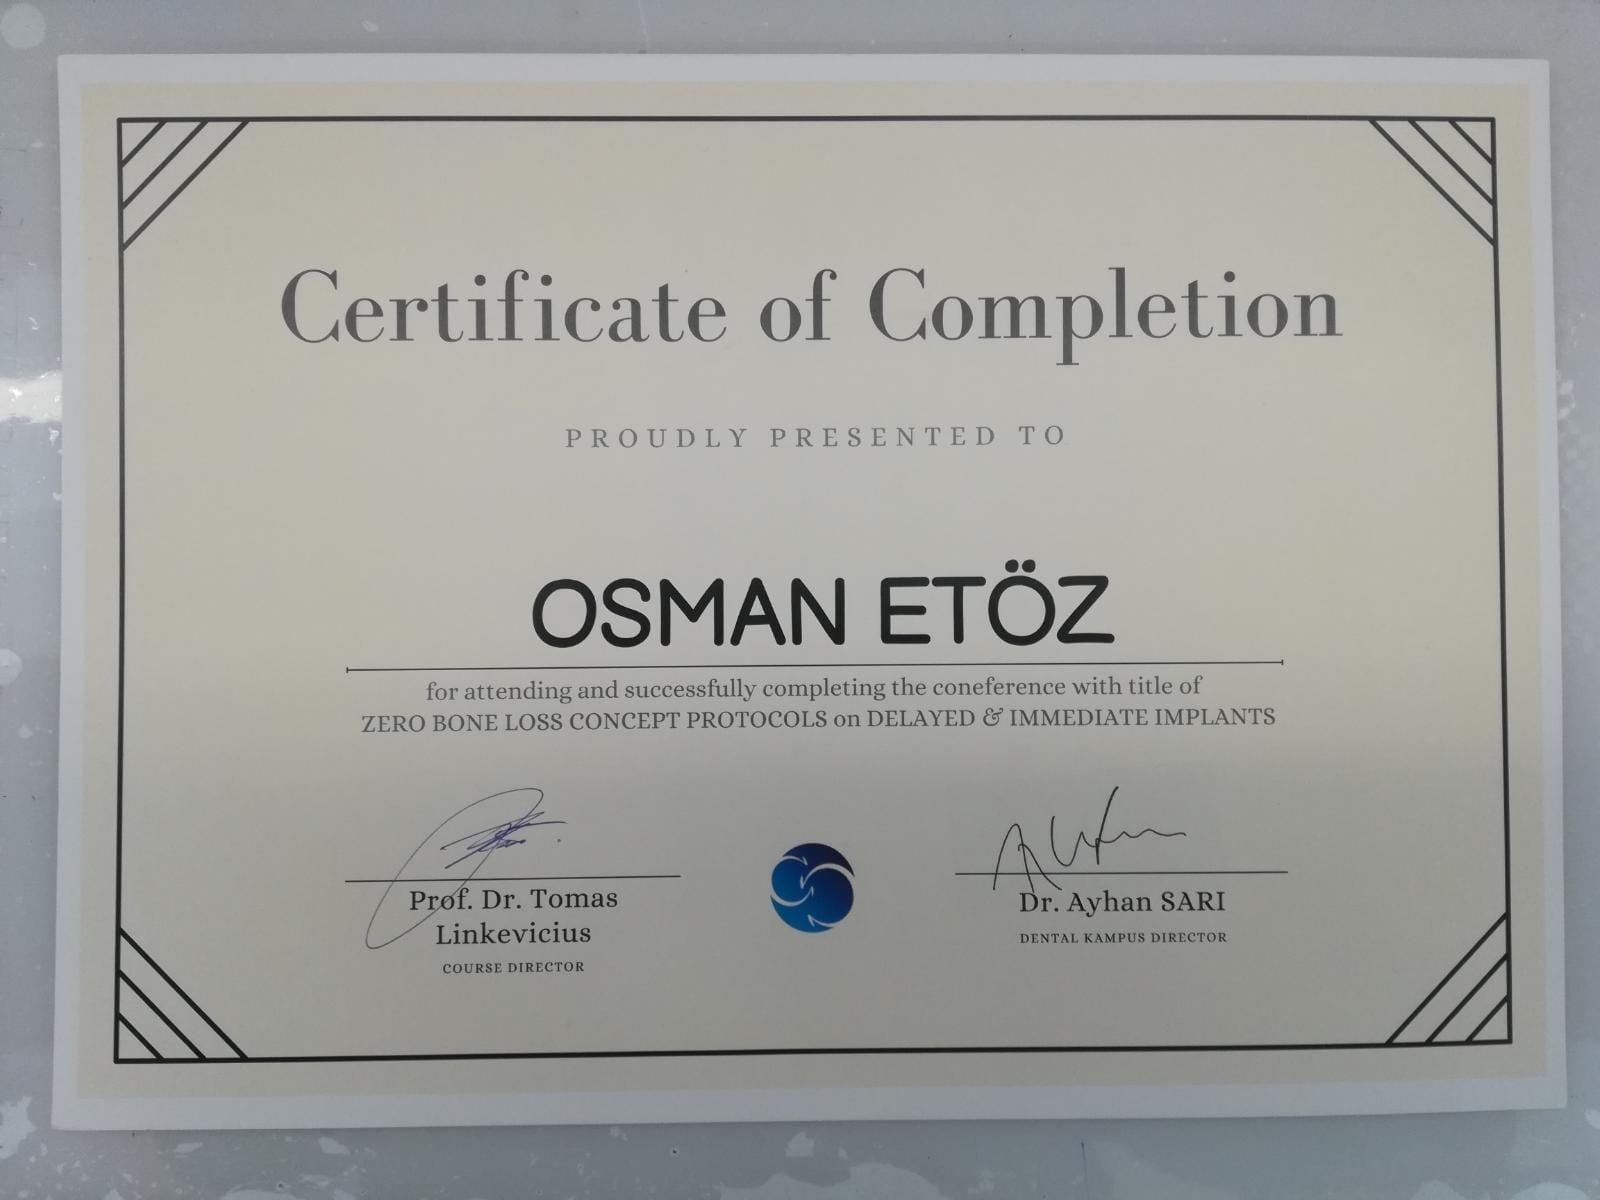 Certificate of Completion
PROUDLY PRESENTED TO
OSMAN ETÖZ
for attending and successfully completing the coneference with title of
ZERO BONE LOSS CONCEPT PROTOCOLS on DELAYED & IMMEDIATE IMPLANTS
Prof. Dr. Tomas
Linkevicius
COURSE DIRECTOR
Dr. Ayhan SARI
DENTAL KAMPUS DIRECTOR